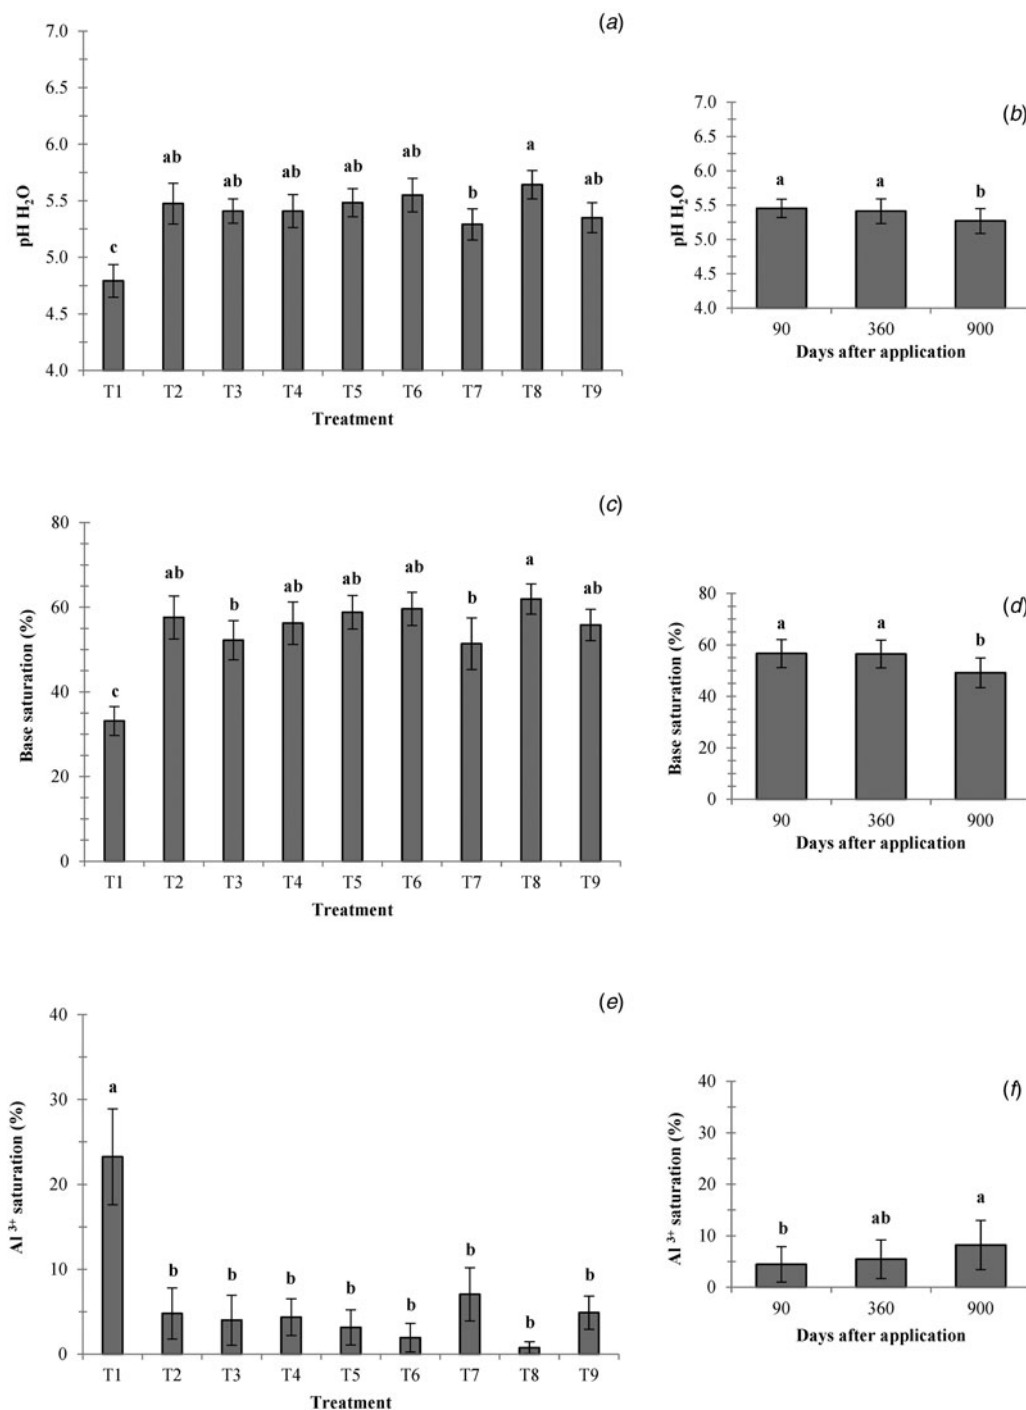 (a)
pH H2O
7.0
6.5
6.0
5.5
5.0
4.5
4.0
c
ab
ab
ab
ab
ab
b
a
ab
T1 T2 T3 T4 T5 T6 T7 T8 T9
Treatment
(b)
pH H2O
7.0
6.5
6.0
5.5
5.0
4.5
4.0
a a b
90 360 900
Days after application
(c)
Base saturation (%)
80
60
40
20
0
c
ab
b
ab
ab
ab
b
a
ab
T1 T2 T3 T4 T5 T6 T7 T8 T9
Treatment
(d)
Base saturation (%)
80
60
40
20
0
a a b
90 360 900
Days after application
(e)
Al 3+ saturation (%)
40
30
20
10
0
a
b
b
b
b
b
b
b
b
T1 T2 T3 T4 T5 T6 T7 T8 T9
Treatment
(f)
Al 3+ saturation (%)
40
30
20
10
0
b ab a
90 360 900
Days after application